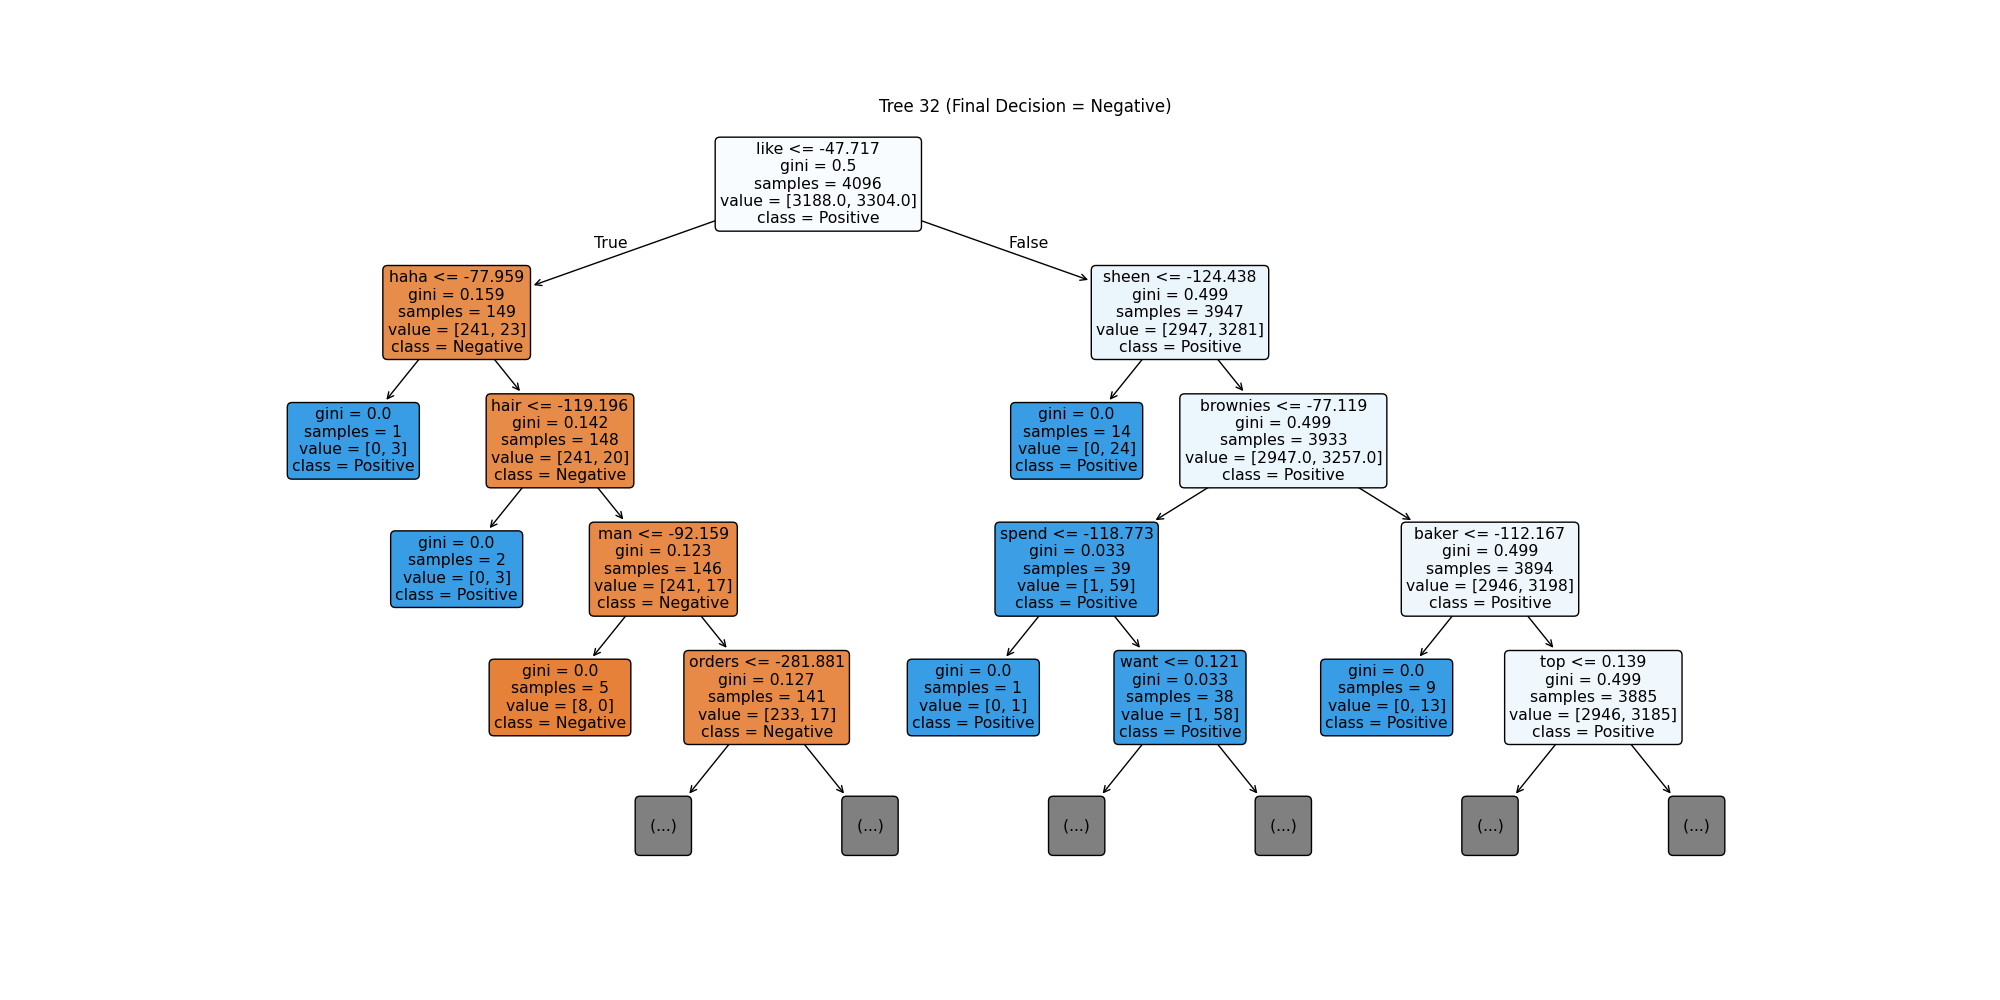 Tree 32 (Final Decision = Negative)
like <= -47.717
gini = 0.5
samples = 4096
value = [3188.0, 3304.0]
class = Positive
True
False
haha <= -77.959
gini = 0.159
samples = 149
value = [241, 23]
class = Negative
sheen <= -124.438
gini = 0.499
samples = 3947
value = [2947, 3281]
class = Positive
gini = 0.0
samples = 1
value = [0, 3]
class = Positive
hair <= -119.196
gini = 0.142
samples = 148
value = [241, 20]
class = Negative
gini = 0.0
samples = 14
value = [0, 24]
class = Positive
brownies <= -77.119
gini = 0.499
samples = 3933
value = [2947.0, 3257.0]
class = Positive
gini = 0.0
samples = 2
value = [0, 3]
class = Positive
man <= -92.159
gini = 0.123
samples = 146
value = [241, 17]
class = Negative
spend <= -118.773
gini = 0.033
samples = 39
value = [1, 59]
class = Positive
baker <= -112.167
gini = 0.499
samples = 3894
value = [2946, 3198]
class = Positive
gini = 0.0
samples = 5
value = [8, 0]
class = Negative
orders <= -281.881
gini = 0.127
samples = 141
value = [233, 17]
class = Negative
gini = 0.0
samples = 1
value = [0, 1]
class = Positive
want <= 0.121
gini = 0.033
samples = 38
value = [1, 58]
class = Positive
gini = 0.0
samples = 9
value = [0, 13]
class = Positive
top <= 0.139
gini = 0.499
samples = 3885
value = [2946, 3185]
class = Positive
(...)
(...)
(...)
(...)
(...)
(...)